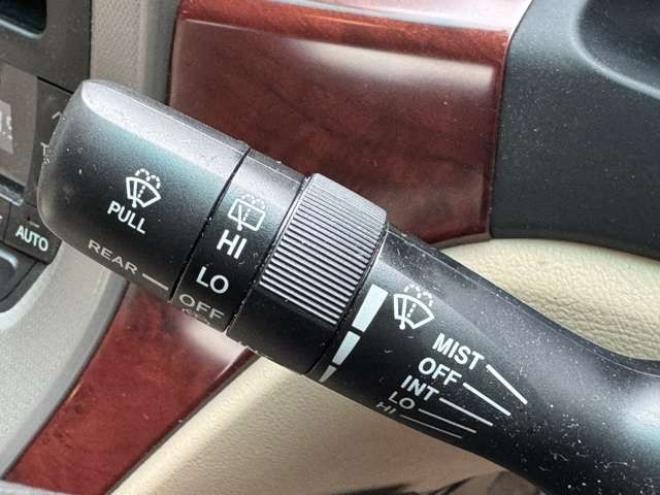 PULL
REAR
HI
LO
OFF
MIST
OFF
INT
LO
HI
AUTO